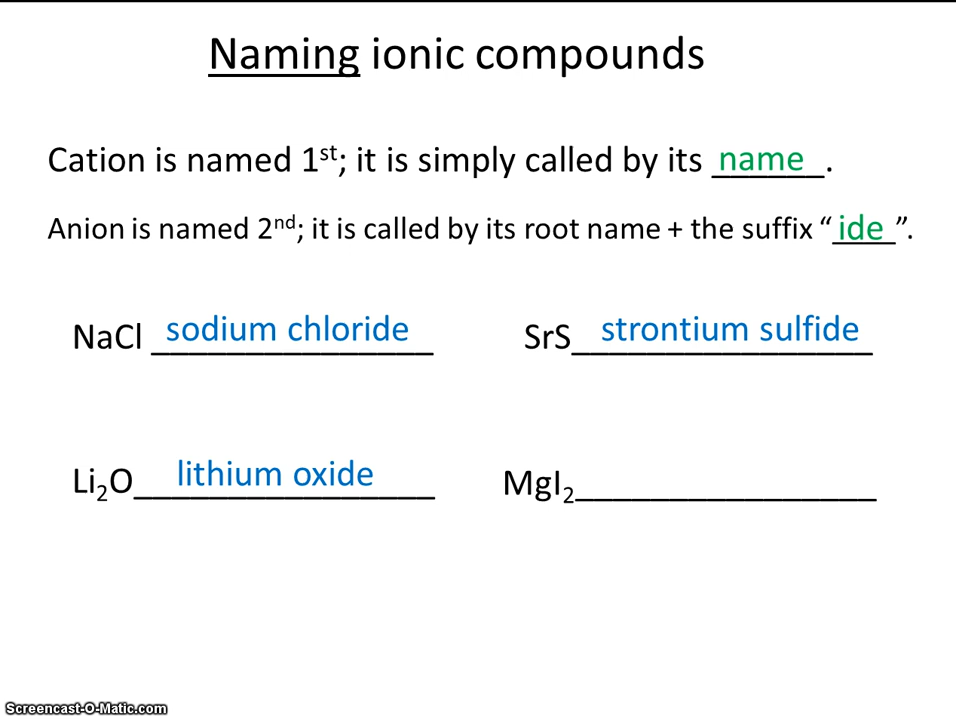 Naming ionic compounds
Cation is named 1st; it is simply called by its name.
Anion is named 2nd; it is called by its root name + the suffix “ide”.
NaCl sodium chloride SrS strontium sulfide
Li2O lithium oxide MgI2________________
Screencast-O-Matic.com